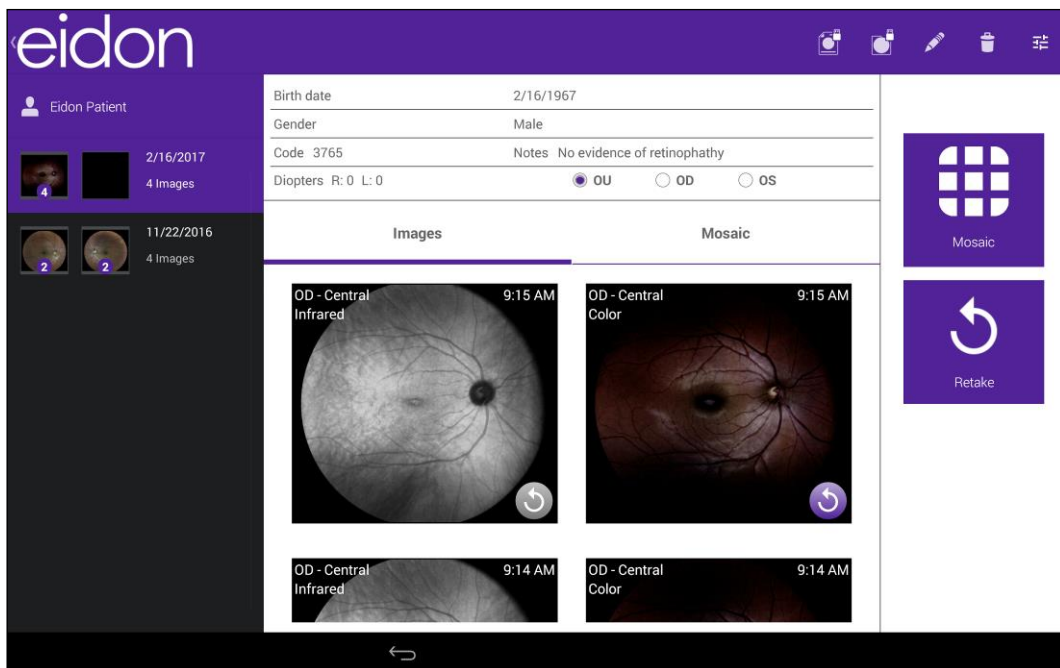 eidon
Eidon Patient
2/16/2017
4 Images
4
11/22/2016
4 Images
2
2
Birth date 2/16/1967
Gender Male
Code 3765 Notes No evidence of retinophathy
Diopters R: 0 L: 0 OU OD OS
Images Mosaic
OD - Central 9:15 AM
Infrared
OD - Central 9:15 AM
Color
OD - Central 9:14 AM
Infrared
OD - Central 9:14 AM
Color
Mosaic
Retake